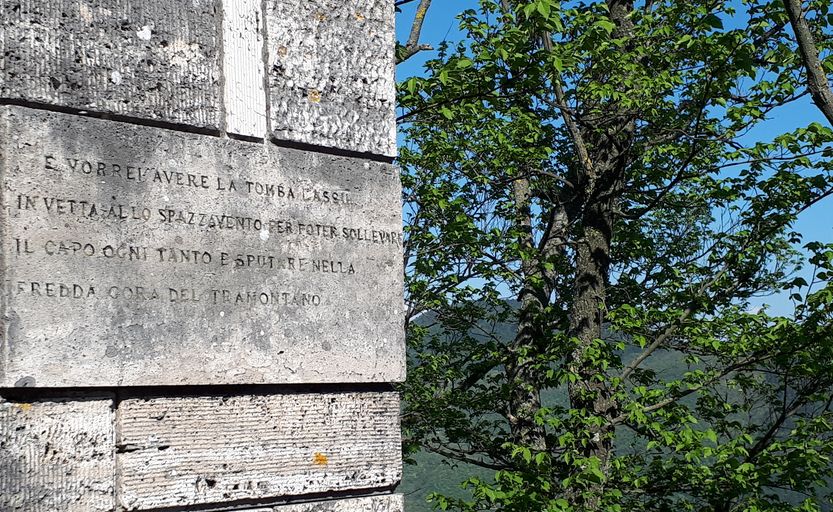 E VORREI AVERE LA TOMBA LASSÙ
IN VETTA ALLO SPAZZAVENTO PER POTER SOLLEVARE
IL CAPO OGNI TANTO E SPUTARE NELLA
FREDDA GORA DEL TRAMONTANO